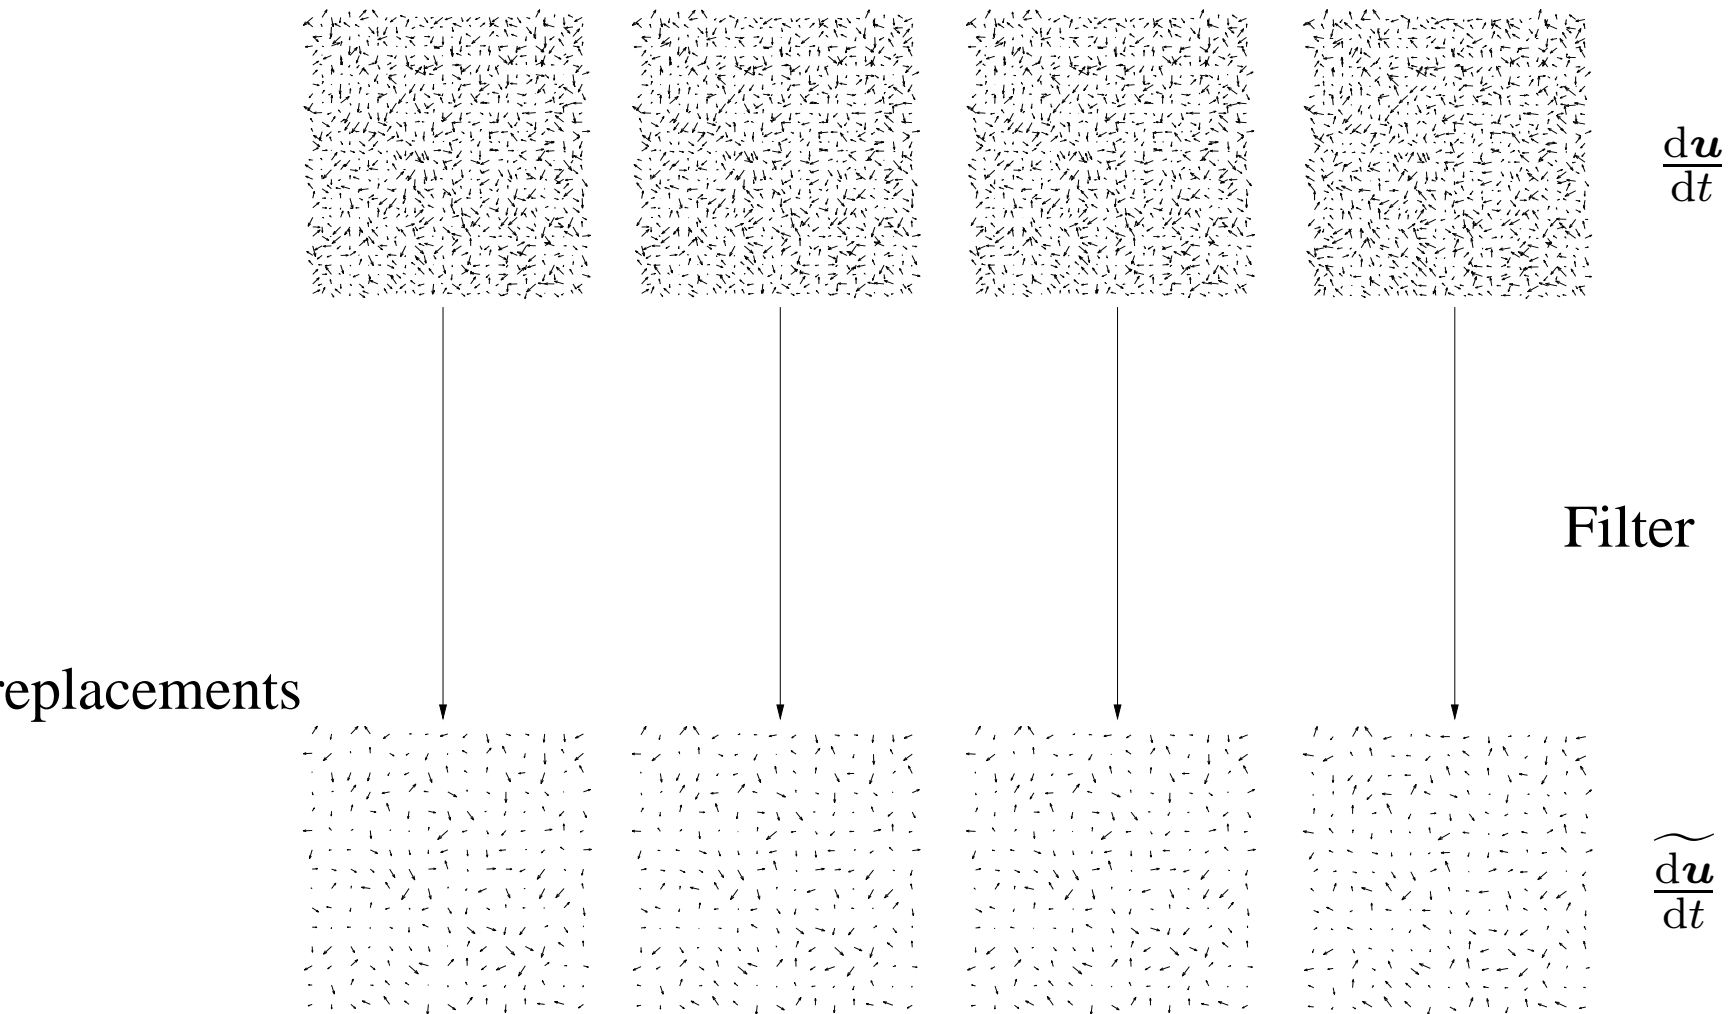 d𝒖
dt
Filter
replacements
d𝒖
dt